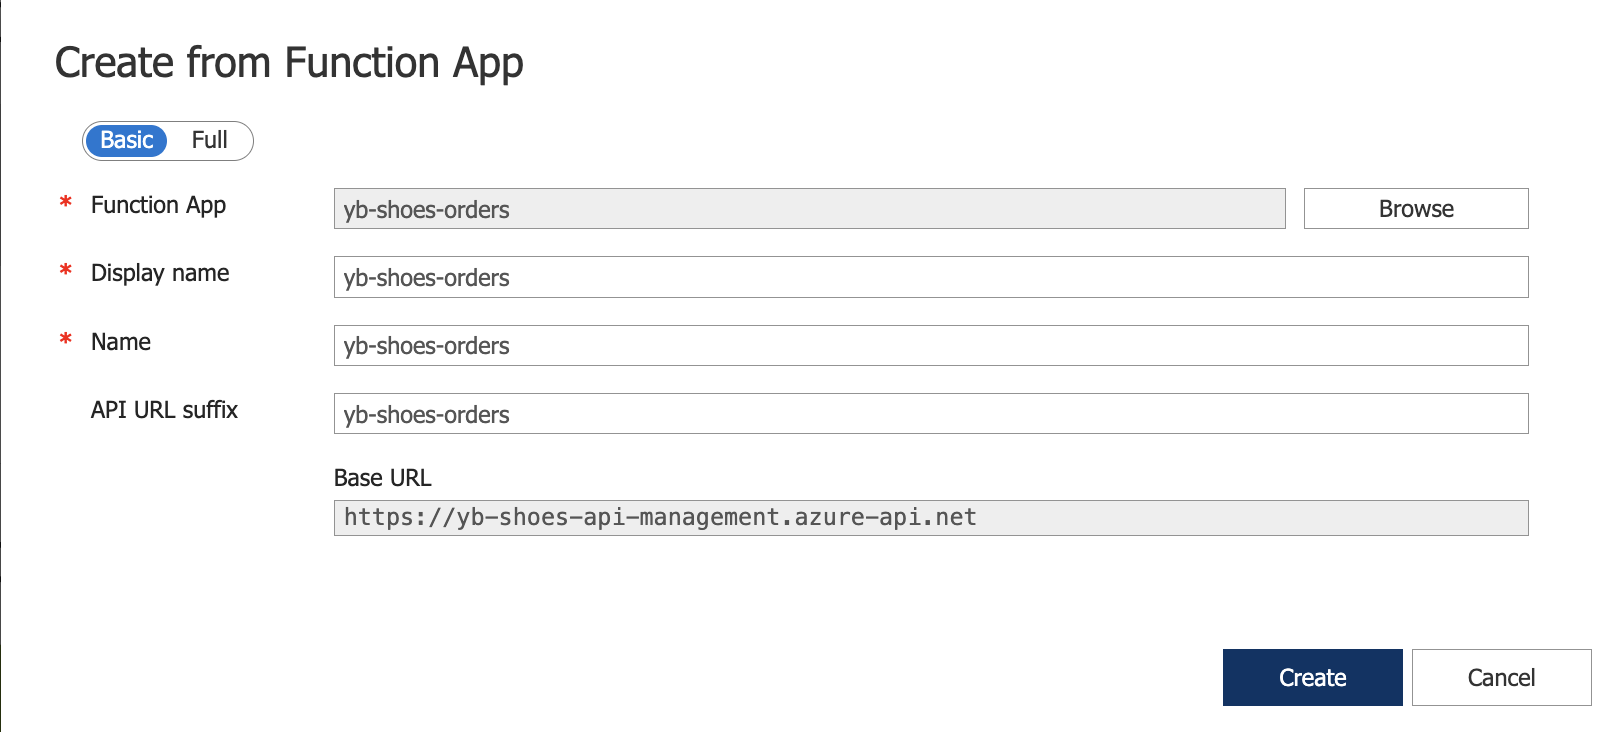 Create from Function App
Basic Full
* Function App yb-shoes-orders Browse
* Display name yb-shoes-orders
* Name yb-shoes-orders
API URL suffix yb-shoes-orders
Base URL
https://yb-shoes-api-management.azure-api.net
Create Cancel